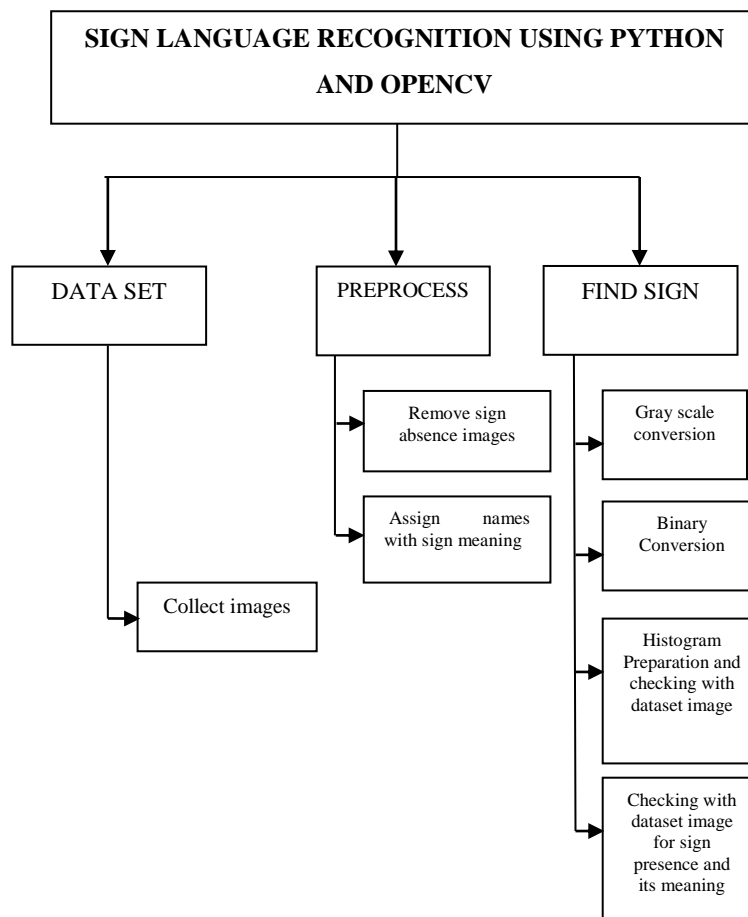 SIGN LANGUAGE RECOGNITION USING PYTHON
AND OPENCV
DATA SET
PREPROCESS
FIND SIGN
Remove sign
absence images
Assign names
with sign meaning
Collect images
Gray scale
conversion
Binary
Conversion
Histogram
Preparation and
checking with
dataset image
Checking with
dataset image
for sign
presence and
its meaning